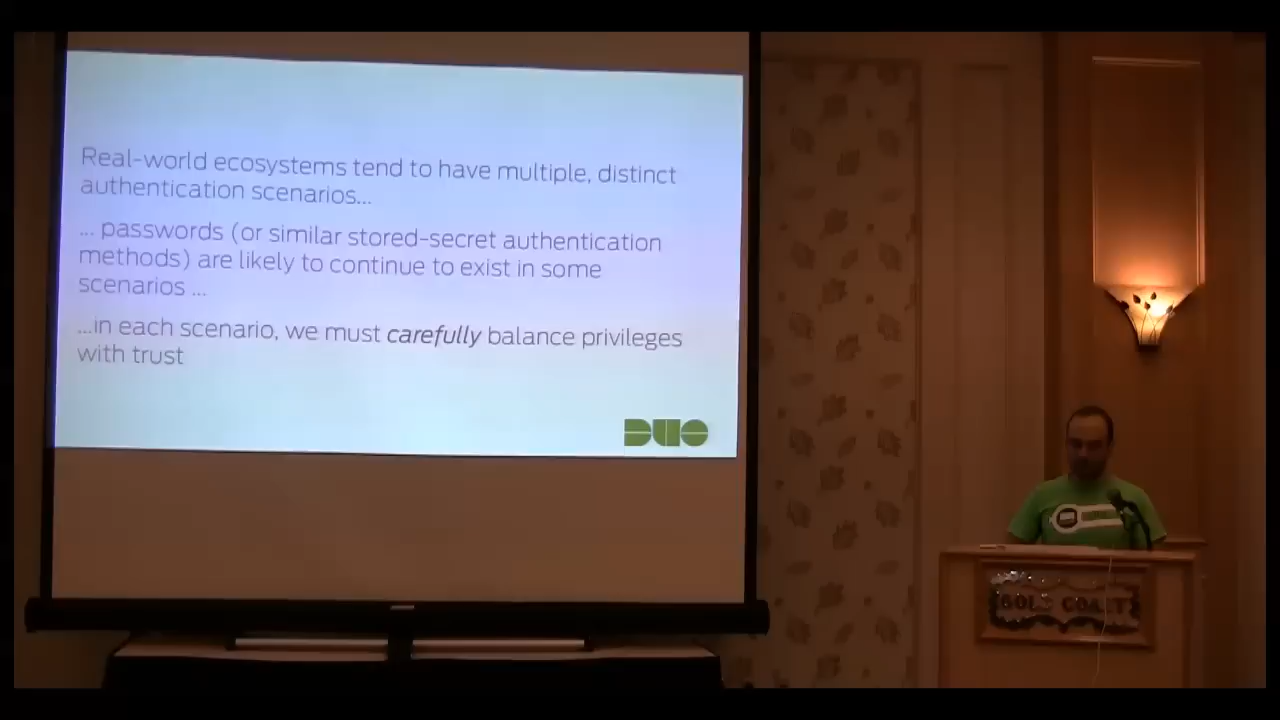 Real-world ecosystems tend to have multiple, distinct
authentication scenarios...
... passwords (or similar stored-secret authentication
methods) are likely to continue to exist in some
scenarios ...
...in each scenario, we must carefully balance privileges
with trust
DUO
GOLD COAST